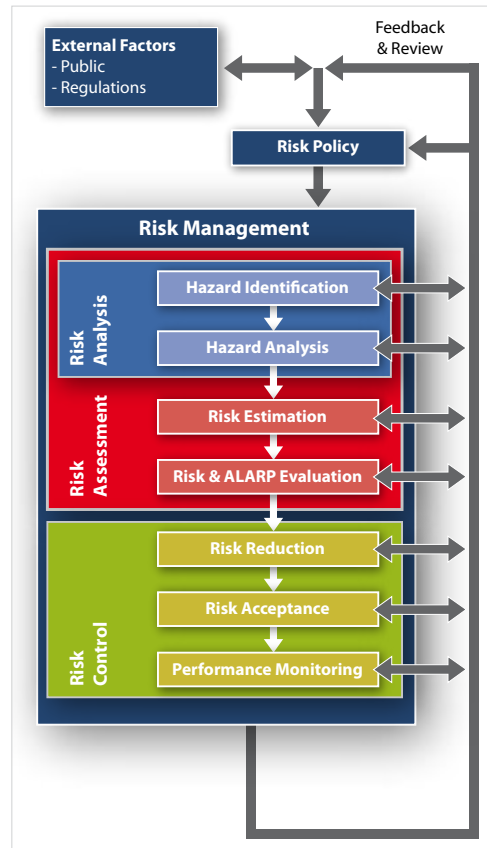 External Factors
- Public
- Regulations
Feedback
& Review
Risk Policy
Risk Management
Risk
Analysis
Hazard Identification
Hazard Analysis
Risk
Assessment
Risk Estimation
Risk & ALARP Evaluation
Risk
Control
Risk Reduction
Risk Acceptance
Performance Monitoring